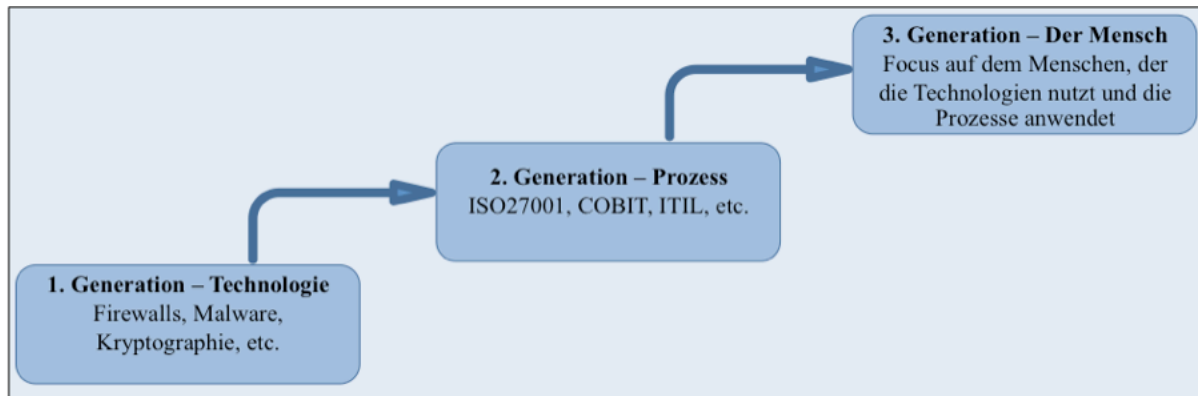 1. Generation – Technologie
Firewalls, Malware,
Kryptographie, etc.
2. Generation – Prozess
ISO27001, COBIT, ITIL, etc.
3. Generation – Der Mensch
Focus auf dem Menschen, der
die Technologien nutzt und die
Prozesse anwendet